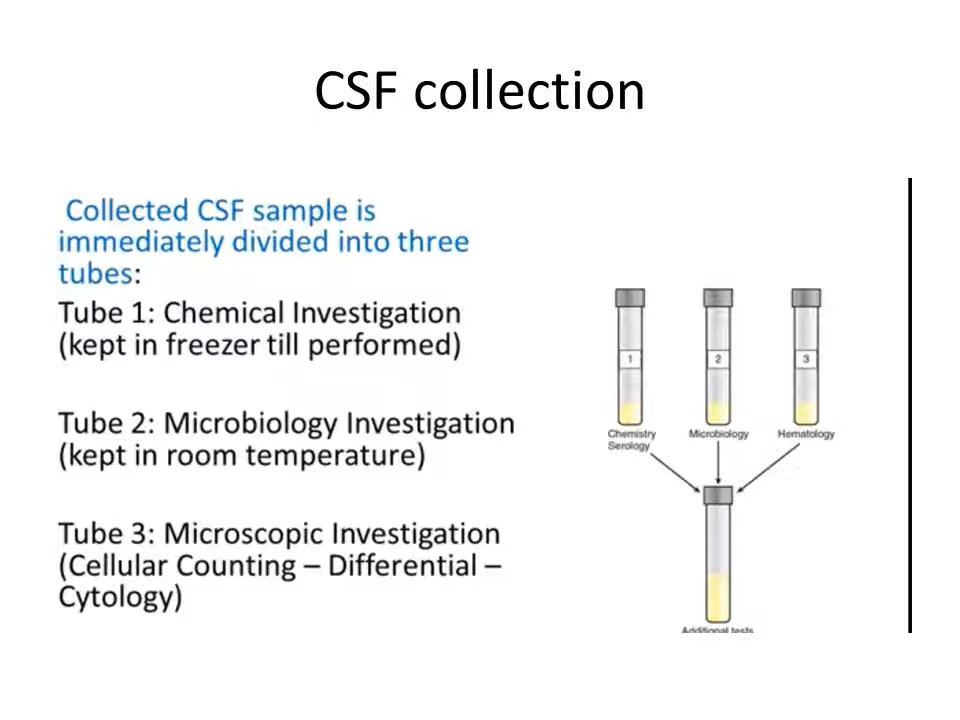 CSF collection
Collected CSF sample is
immediately divided into three
tubes:
Tube 1: Chemical Investigation
(kept in freezer till performed)
Tube 2: Microbiology Investigation
(kept in room temperature)
Tube 3: Microscopic Investigation
(Cellular Counting – Differential –
Cytology)
1
2
3
Chemistry
Serology
Microbiology
Hematology
Additional tests